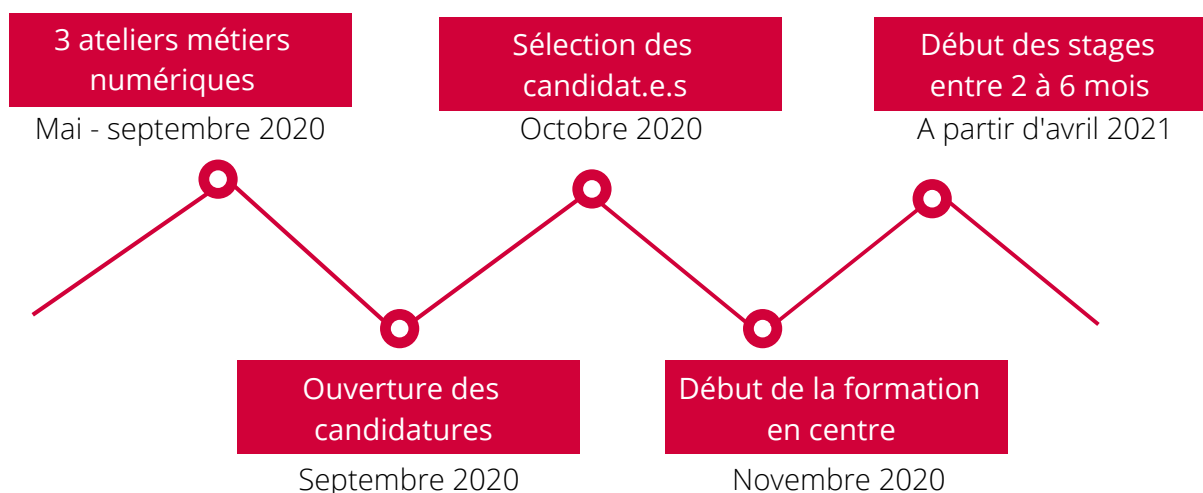 3 ateliers métiers
numériques
Mai - septembre 2020
Ouverture des
candidatures
Septembre 2020
Sélection des
candidat.e.s
Octobre 2020
Début de la formation
en centre
Novembre 2020
Début des stages
entre 2 à 6 mois
A partir d'avril 2021